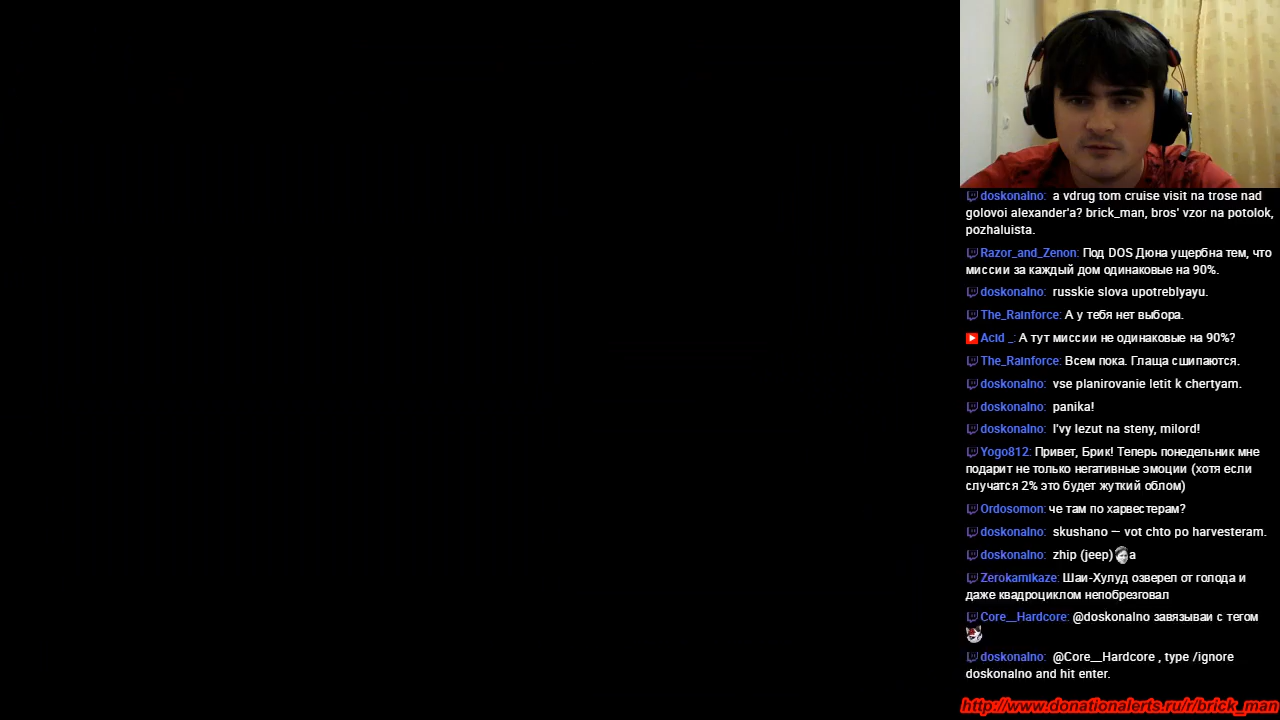 doskonalno: a vdrug tom cruise visit na trose nad
golovoi alexander'a? brick_man, bros' vzor na potolok,
pozhaluista.
Razor_and_Zenon: Под DOS Дюна ущербна тем, что
миссии за каждый дом одинаковые на 90%.
doskonalno: russkie slova upotreblyayu.
The_Rainforce: А у тебя нет выбора.
Acid _: А тут миссии не одинаковые на 90%?
The_Rainforce: Всем пока. Глаща сшипаются.
doskonalno: vse planirovanie letit k chertyam.
doskonalno: panika!
doskonalno: l'vy lezut na steny, milord!
Yogo812: Привет, Брик! Теперь понедельник мне
подарит не только негативные эмоции (хотя если
случатся 2% это будет жуткий облом)
Ordosomon: че там по харвестерам?
doskonalno: skushano — vot chto po harvesteram.
doskonalno: zhip (jeep) a
Zerokamikaze: Шаи-Хулуд озверел от голода и
даже квадроциклом непобрезговал
Core__Hardcore: @doskonalno завязываи с тегом
doskonalno: @Core__Hardcore , type /ignore
doskonalno and hit enter.
http://www.donationalerts.ru/r/brick_man